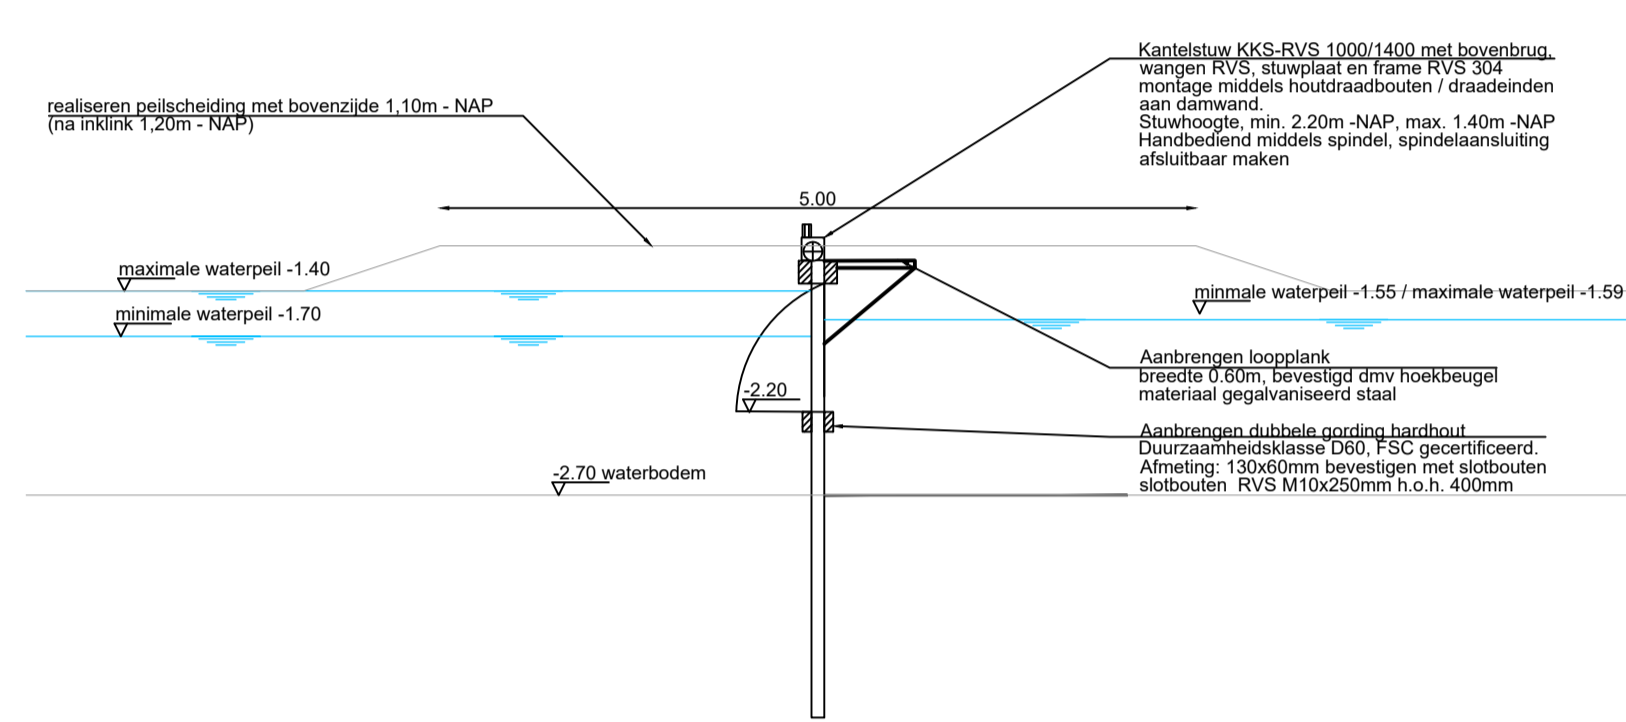 Kantelstuw KKS-RVS 1000/1400 met bovenbrug,
wangen RVS, stuwplaat en frame RVS 304
montage middels houtdraadbouten / draadeinden
aan damwand.
Stuwhoogte, min. 2.20m -NAP, max. 1.40m -NAP
Handbediend middels spindel, spindelaansluiting
afsluitbaar maken
realiseren peilscheiding met bovenzijde 1,10m - NAP
(na inklink 1,20m - NAP)
5.00
maximale waterpeil -1.40
minmale waterpeil -1.55 / maximale waterpeil -1.59
minimale waterpeil -1.70
Aanbrengen loopplank
breedte 0.60m, bevestigd dmv hoekbeugel
materiaal gegalvaniseerd staal
-2.20
Aanbrengen dubbele gording hardhout
Duurzaamheidsklasse D60, FSC gecertificeerd.
Afmeting: 130x60mm bevestigen met slotbouten
slotbouten  RVS M10x250mm h.o.h. 400mm
-2.70 waterbodem